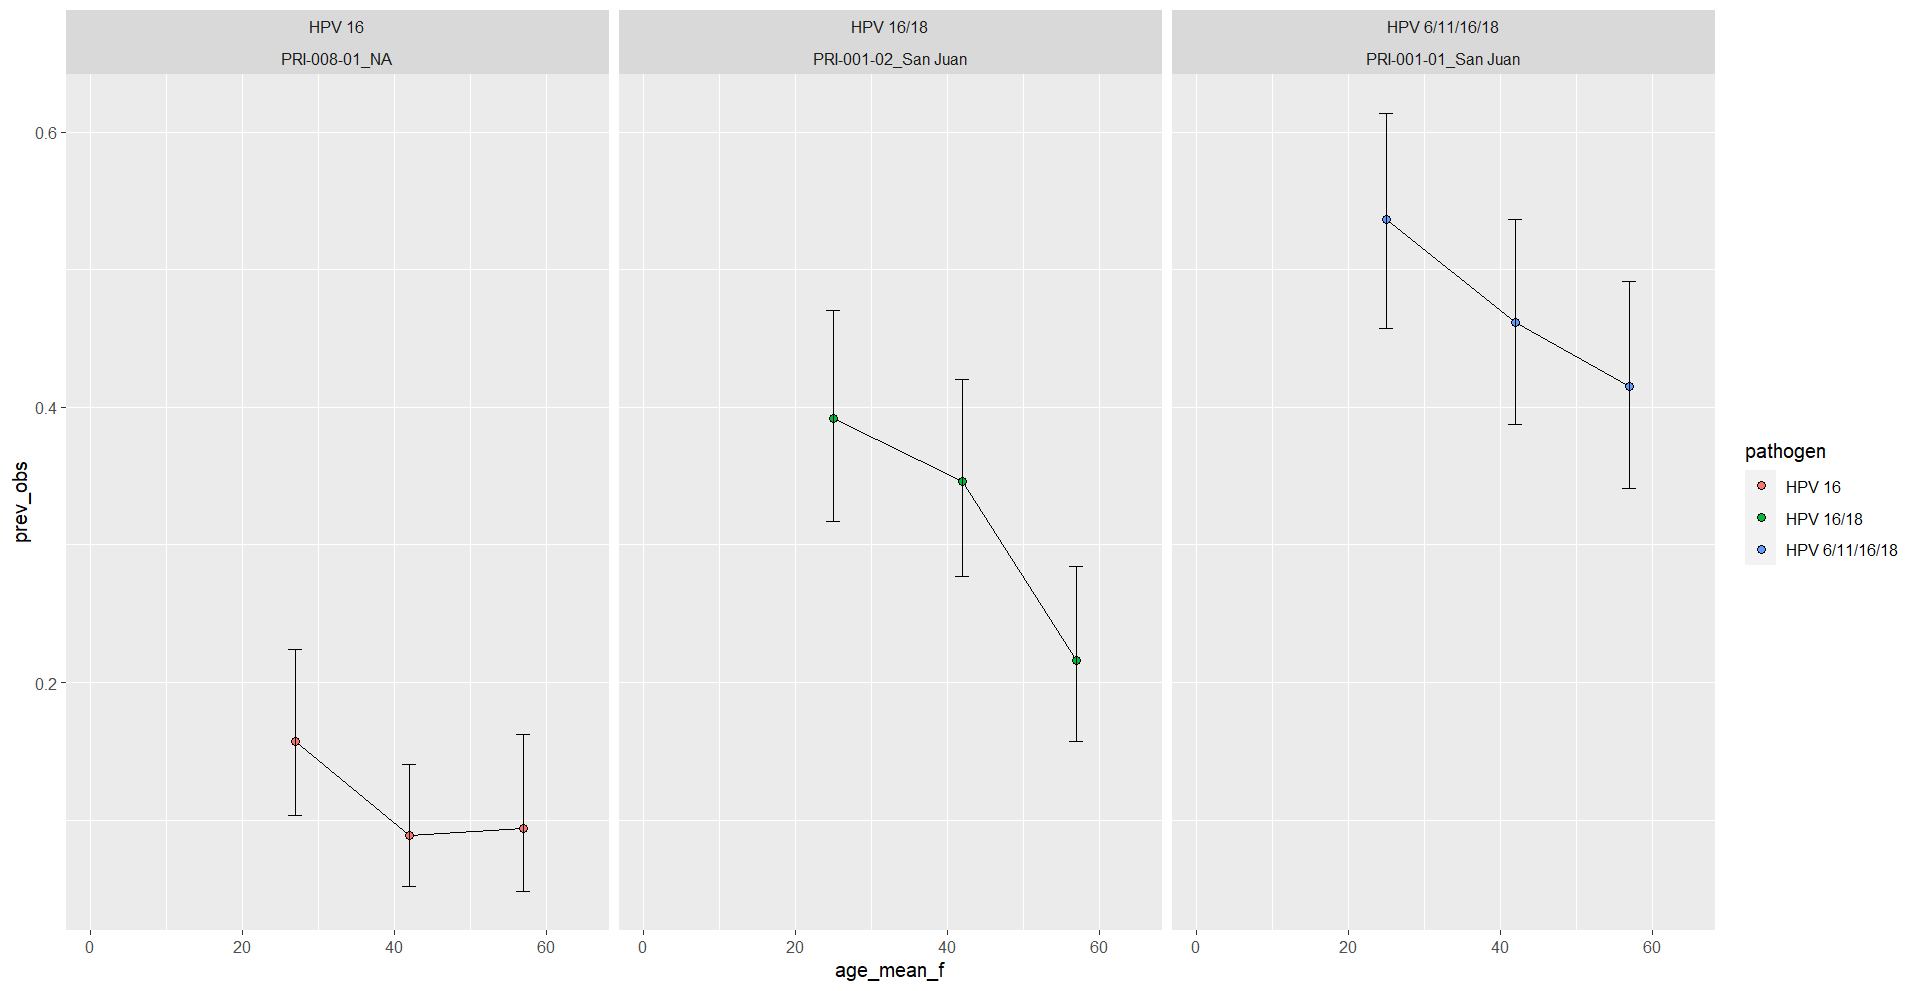 HPV 16
PRI-008-01_NA
HPV 16/18
PRI-001-02_San Juan
HPV 6/11/16/18
PRI-001-01_San Juan
prev_obs
0.6
0.4
0.2
0 20 40 60
0 20 40 60
0 20 40 60
age_mean_f
pathogen
HPV 16
HPV 16/18
HPV 6/11/16/18